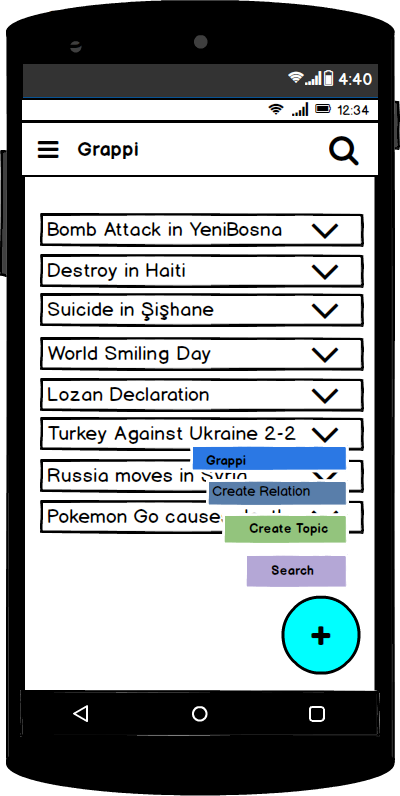 4:40
12:34
Grappi
Bomb Attack in YeniBosna
Destroy in Haiti
Suicide in Şişhane
World Smiling Day
Lozan Declaration
Turkey Against Ukraine 2-2
Grappi
Russia moves in Syria
Create Relation
Pokemon Go cause
Create Topic
Search
+